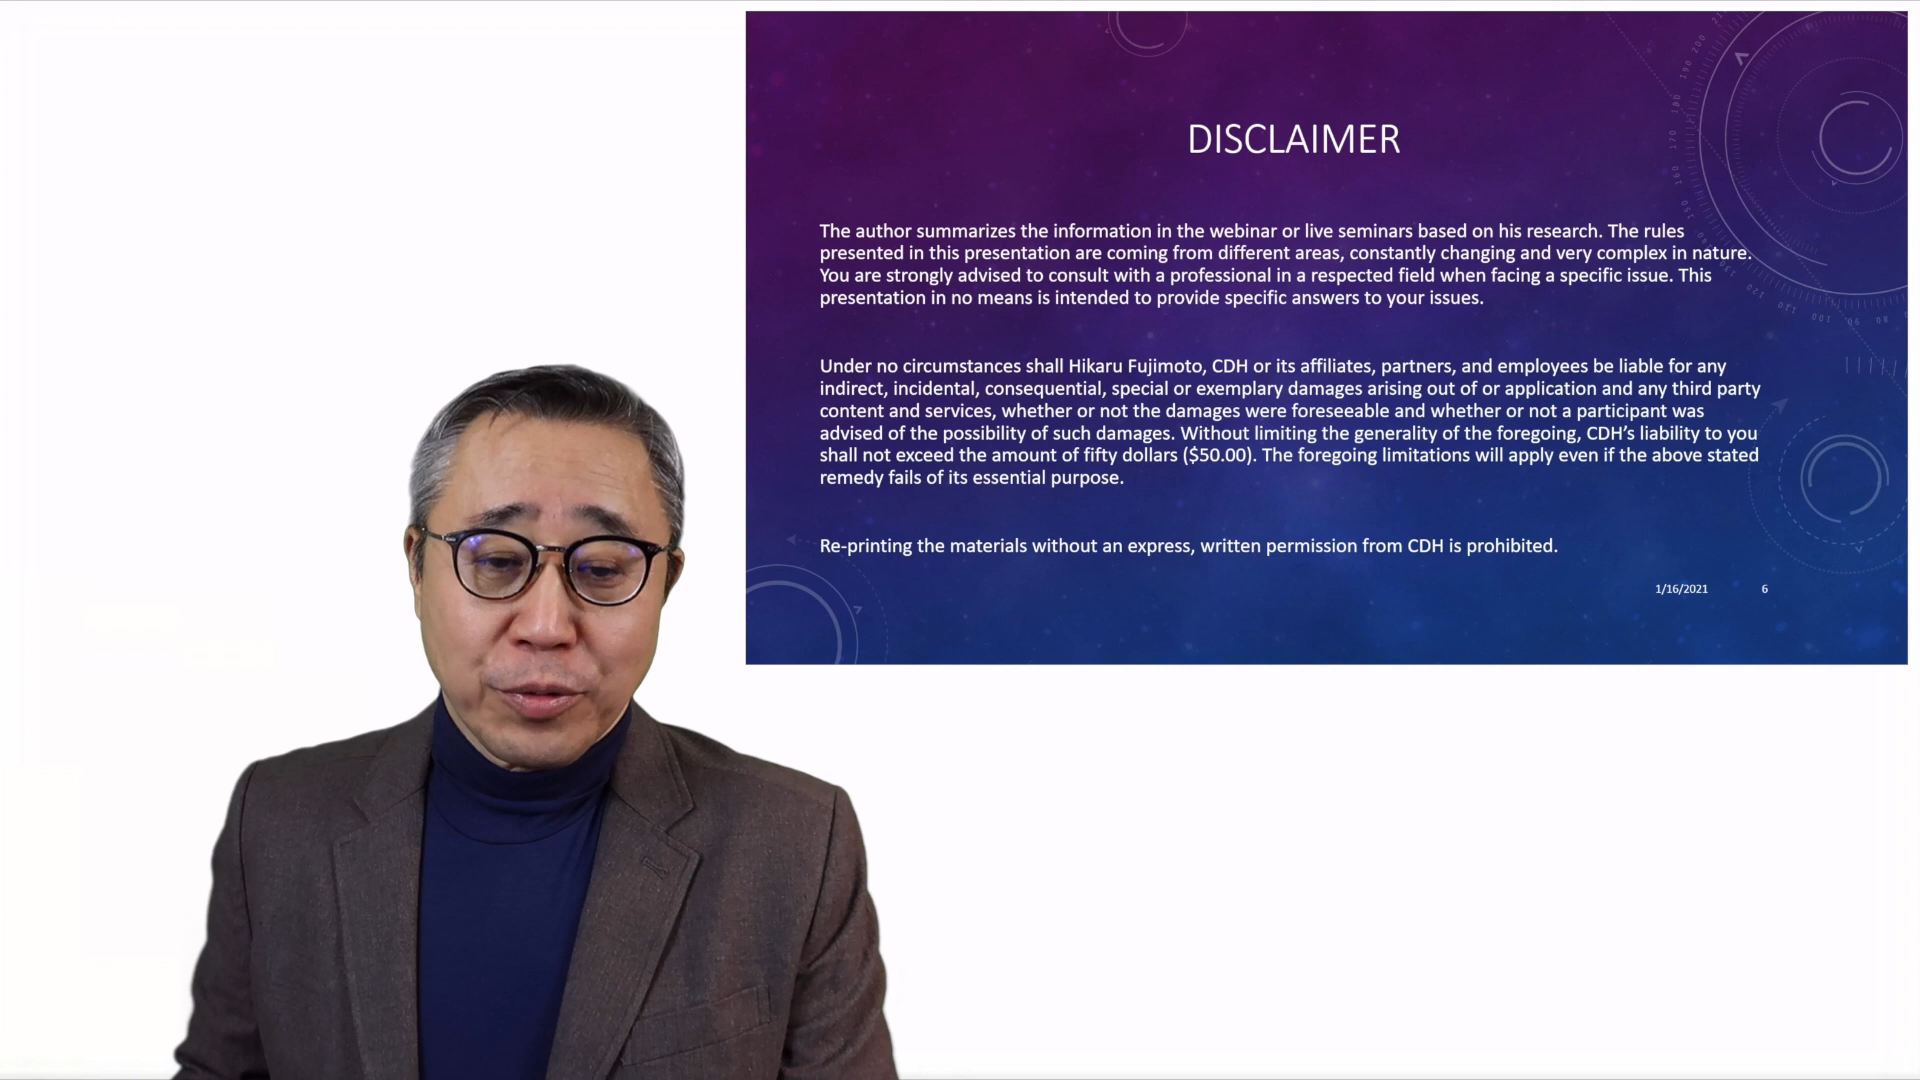 DISCLAIMER
The author summarizes the information in the webinar or live seminars based on his research. The rules
presented in this presentation are coming from different areas, constantly changing and very complex in nature.
You are strongly advised to consult with a professional in a respected field when facing a specific issue. This
presentation in no means is intended to provide specific answers to your issues.
Under no circumstances shall Hikaru Fujimoto, CDH or its affiliates, partners, and employees be liable for any
indirect, incidental, consequential, special or exemplary damages arising out of or application and any third party
content and services, whether or not the damages were foreseeable and whether or not a participant was
advised of the possibility of such damages. Without limiting the generality of the foregoing, CDH’s liability to you
shall not exceed the amount of fifty dollars ($50.00). The foregoing limitations will apply even if the above stated
remedy fails of its essential purpose.
Re-printing the materials without an express, written permission from CDH is prohibited.
1/16/2021 6